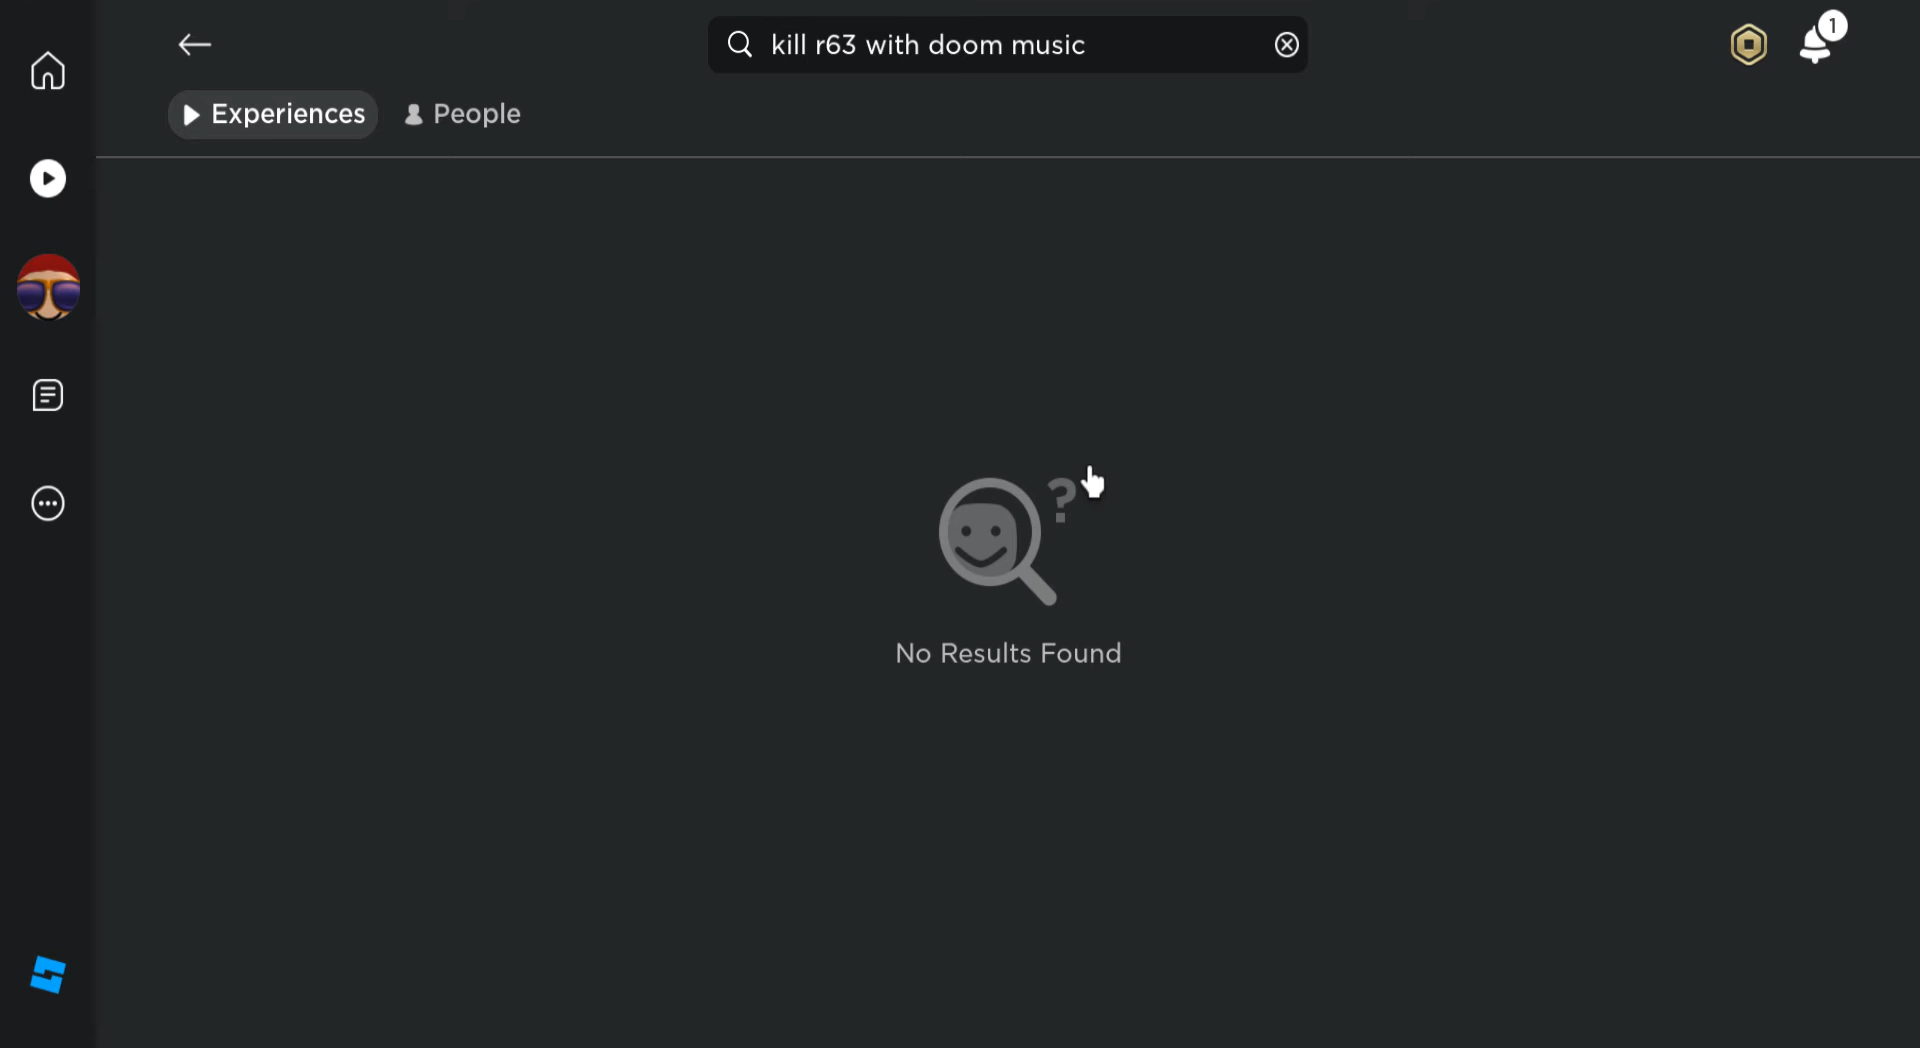 kill r63 with doom music
1
Experiences
People
?
No Results Found